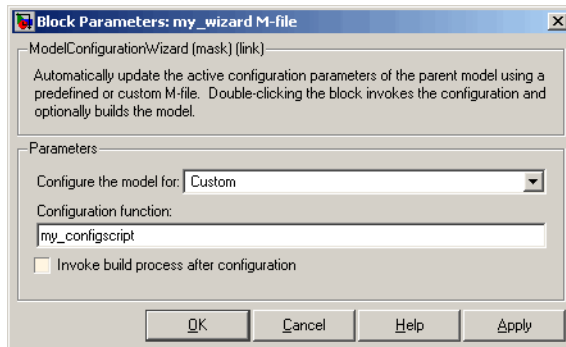 Block Parameters: my_wizard M-file
ModelConfigurationWizard (mask) (link)
Automatically update the active configuration parameters of the parent model using a
predefined or custom M-file. Double-clicking the block invokes the configuration and
optionally builds the model.
Parameters
Configure the model for: Custom
Configuration function:
my_configscript
Invoke build process after configuration
OK Cancel Help Apply